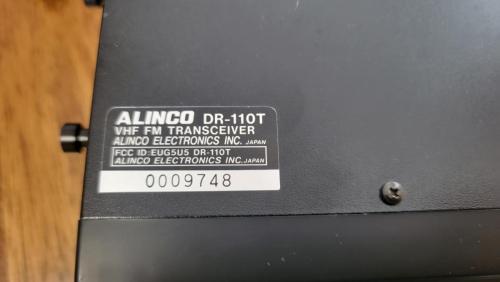 ALINCO DR-110T
VHF FM TRANSCEIVER
ALINCO ELECTRONICS INC. JAPAN
FCC ID:EUG5U5 DR-110T
ALINCO ELECTRONICS INC. JAPAN
0009748